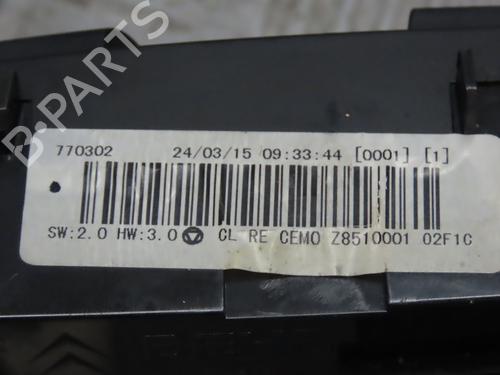 B-PARTS
770302 24/03/15 09:33:44 [0001] [1]
SW:2.0 HW:3.0 CL RE CEMO Z8510001 02F1C